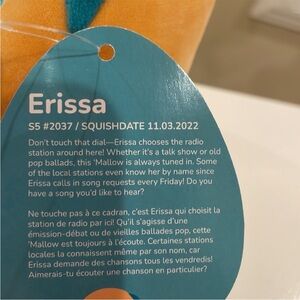 Erissa
S5 #2037 / SQUISHDATE 11.03.2022
Don't touch that dial—Erissa chooses the radio
station around here! Whether it's a talk show or old
pop ballads, this 'Mallow is always tuned in. Some
of the local stations even know her by name since
Erissa calls in song requests every Friday! Do you
have a song you'd like to hear?
Ne touche pas à ce cadran, c'est Erissa qui choisit la
station de radio par ici! Qu'il s'agisse d'une
émission-débat ou de vieilles ballades pop, cette
'Mallow est toujours à l'écoute. Certaines stations
locales la connaissent même par son nom, car
Erissa demande des chansons tous les vendredis!
Aimerais-tu écouter une chanson en particulier?